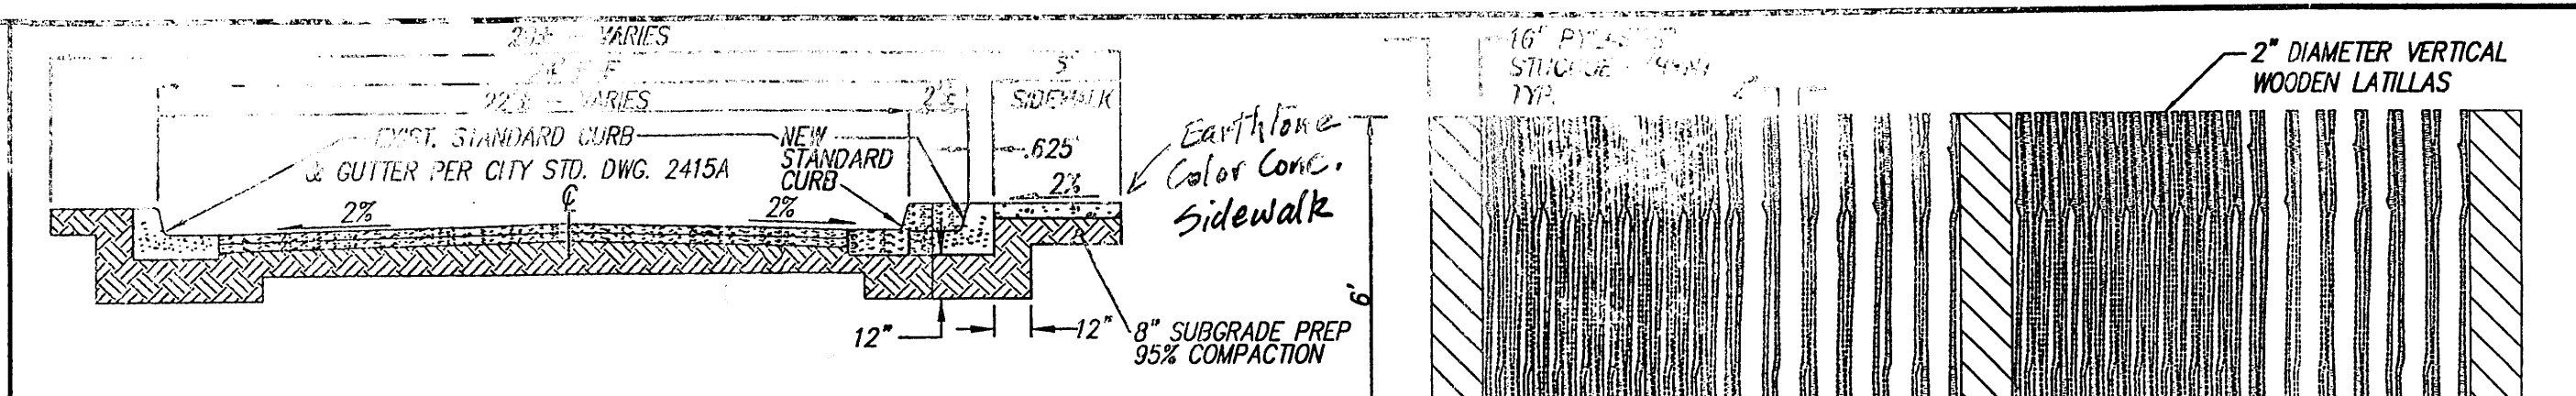 VARIES
5'
VARIES
SIDEWALK
EXIST. STANDARD CURB
& GUTTER PER CITY STD. DWG. 2415A
NEW
STANDARD
CURB
.625'
2%
2%
2%
℄
Earthtone
Color Conc.
Sidewalk
12"
12"
8" SUBGRADE PREP
95% COMPACTION
16"
TYP.
2"
6'
2" DIAMETER VERTICAL
WOODEN LATILLAS